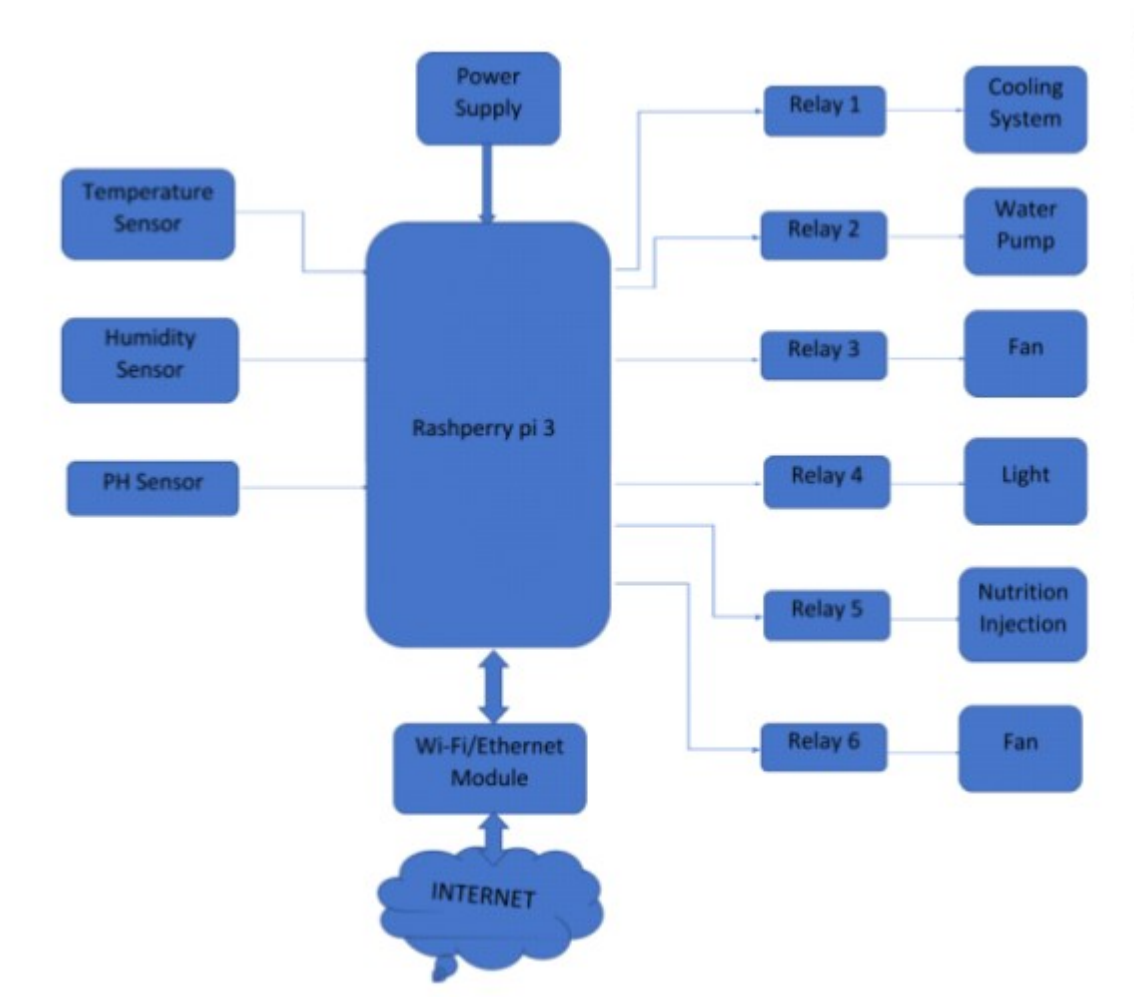 Power
Supply
Temperature
Sensor
Humidity
Sensor
PH Sensor
Rashperry pi 3
Wi-Fi/Ethernet
Module
INTERNET
Relay 1
Cooling
System
Relay 2
Water
Pump
Relay 3
Fan
Relay 4
Light
Relay 5
Nutrition
Injection
Relay 6
Fan